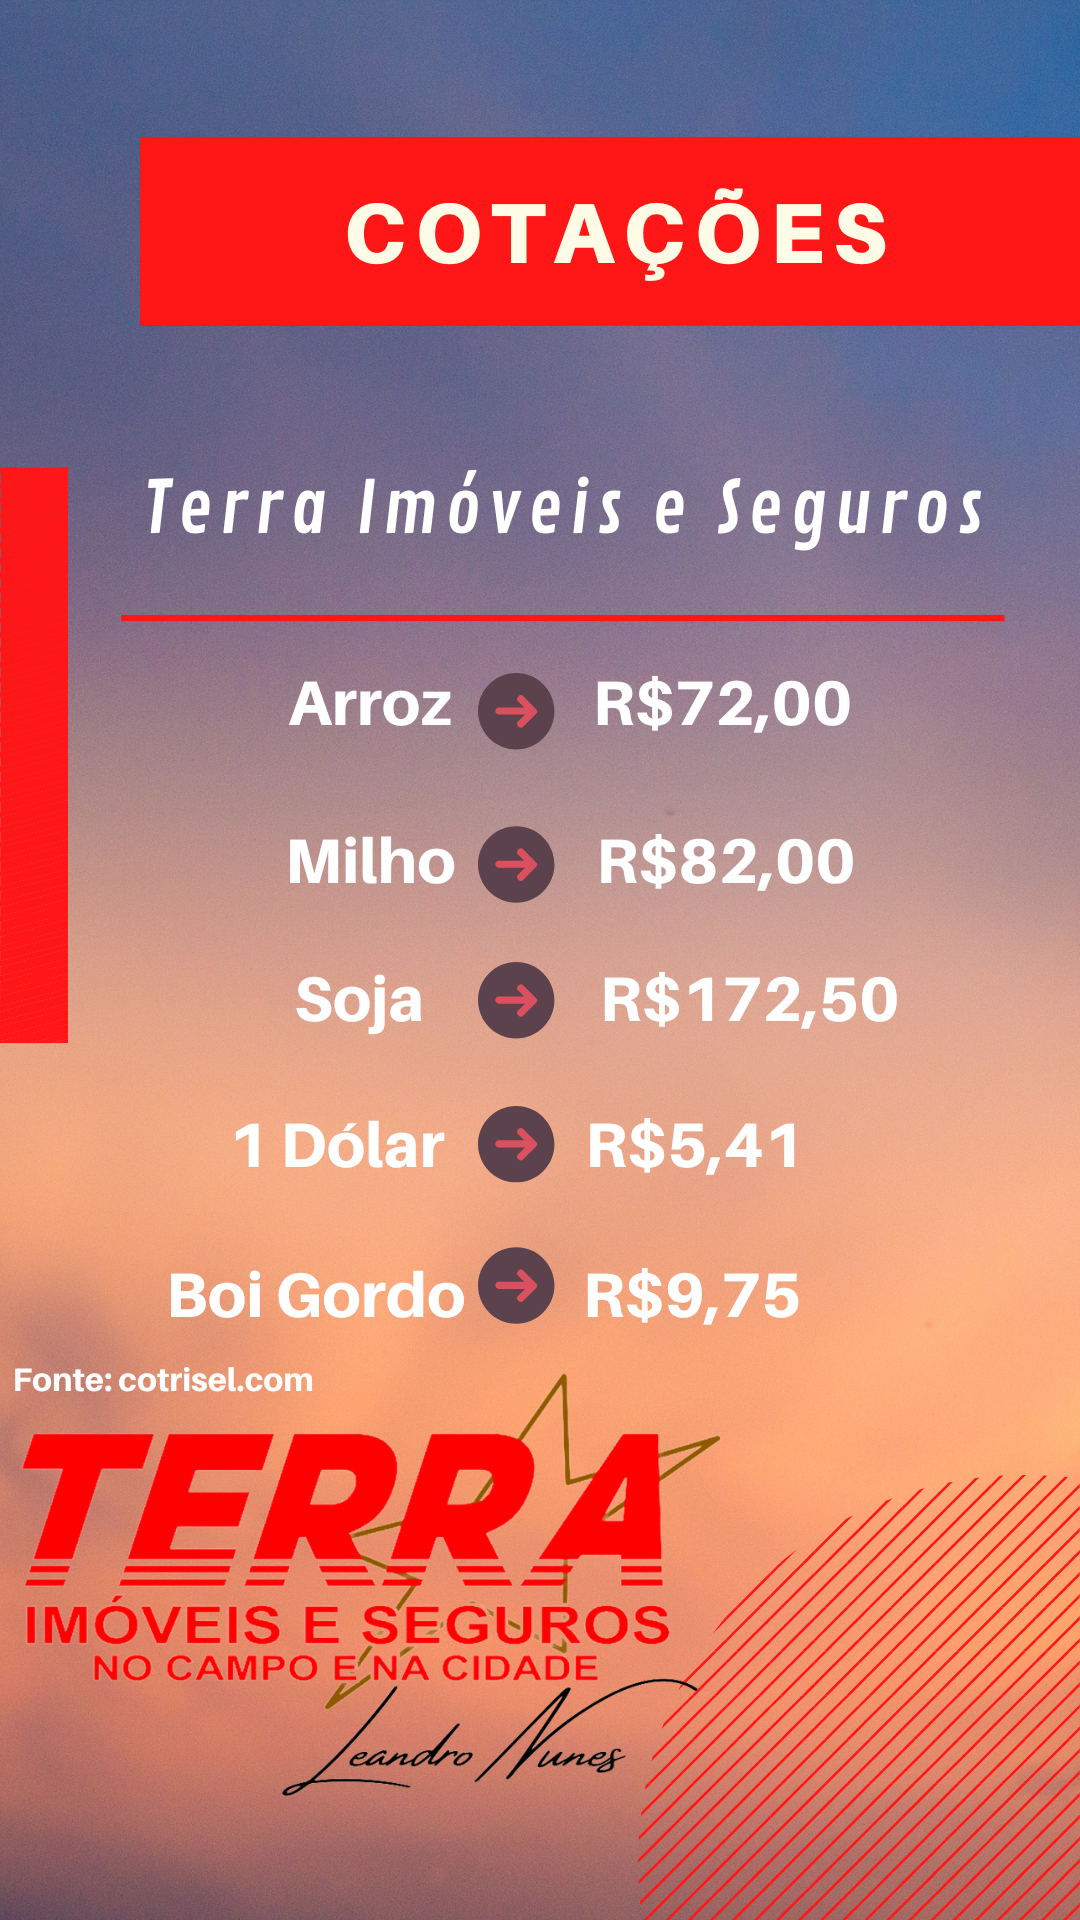 COTAÇÕES
Terra Imóveis e Seguros
Arroz R$72,00
Milho R$82,00
Soja R$172,50
1 Dólar R$5,41
Boi Gordo R$9,75
Fonte: cotrisel.com
TERRA
IMÓVEIS E SEGUROS
NO CAMPO E NA CIDADE
Leandro Nunes